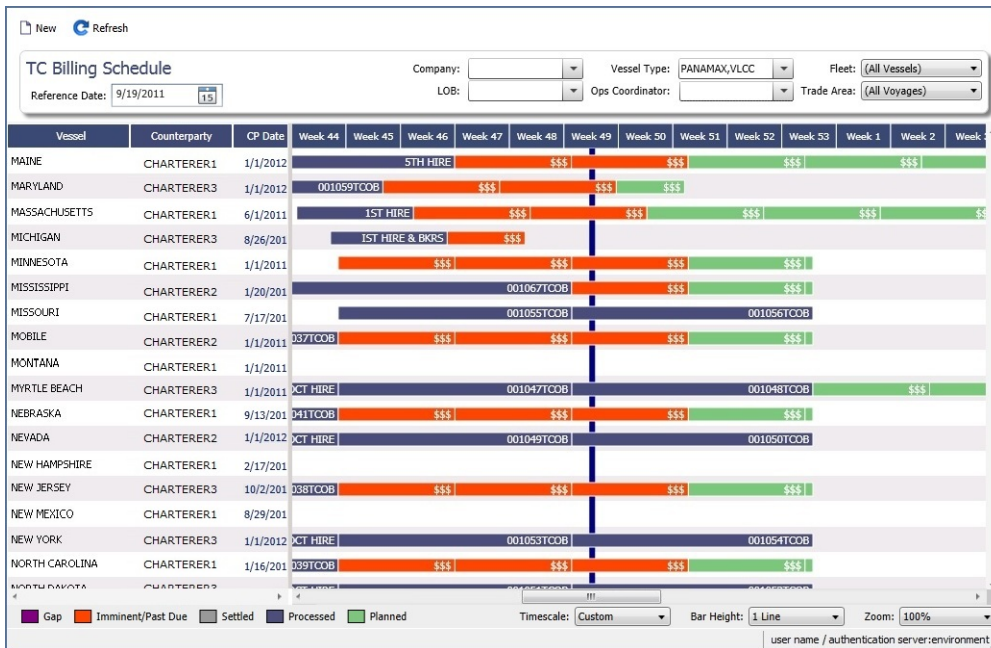 New Refresh
TC Billing Schedule
Reference Date: 9/19/2011 15
Company: Vessel Type: PANAMAX,VLCC Fleet: (All Vessels)
LOB: Ops Coordinator: Trade Area: (All Voyages)
Vessel Counterparty CP Date Week 44 Week 45 Week 46 Week 47 Week 48 Week 49 Week 50 Week 51 Week 52 Week 53 Week 1 Week 2 Week
MAINE CHARTERER1 1/1/2012 5TH HIRE $$$ $$$ $$$ $$$
MARYLAND CHARTERER3 1/1/2012 001059TCOB $$$ $$$ $$$
MASSACHUSETTS CHARTERER1 6/1/2011 1ST HIRE $$$ $$$ $$$ $$$ $$
MICHIGAN CHARTERER3 8/26/201 IST HIRE & BKRS $$$
MINNESOTA CHARTERER1 1/1/2011 $$$ $$$ $$$ $$$
MISSISSIPPI CHARTERER2 1/20/201 001067TCOB $$$ $$$
MISSOURI CHARTERER1 7/17/201 001055TCOB 001056TCOB
MOBILE CHARTERER2 1/1/2011 037TCOB $$$ $$$ $$$ $$$
MONTANA CHARTERER1 1/1/2011
MYRTLE BEACH CHARTERER3 1/1/2011 OCT HIRE 001047TCOB 001048TCOB $$$
NEBRASKA CHARTERER1 9/13/201 041TCOB $$$ $$$ $$$ $$$
NEVADA CHARTERER2 1/1/2012 OCT HIRE 001049TCOB 001050TCOB
NEW HAMPSHIRE CHARTERER1 2/17/201
NEW JERSEY CHARTERER3 10/2/201 038TCOB $$$ $$$ $$$ $$$
NEW MEXICO CHARTERER1 8/29/201
NEW YORK CHARTERER3 1/1/2012 OCT HIRE 001053TCOB 001054TCOB
NORTH CAROLINA CHARTERER1 1/16/201 039TCOB $$$ $$$ $$$ $$$
NORTH DAKOTA CHARTERER3
Gap Imminent/Past Due Settled Processed Planned Timescale: Custom Bar Height: 1 Line Zoom: 100%
user name / authentication server:environment